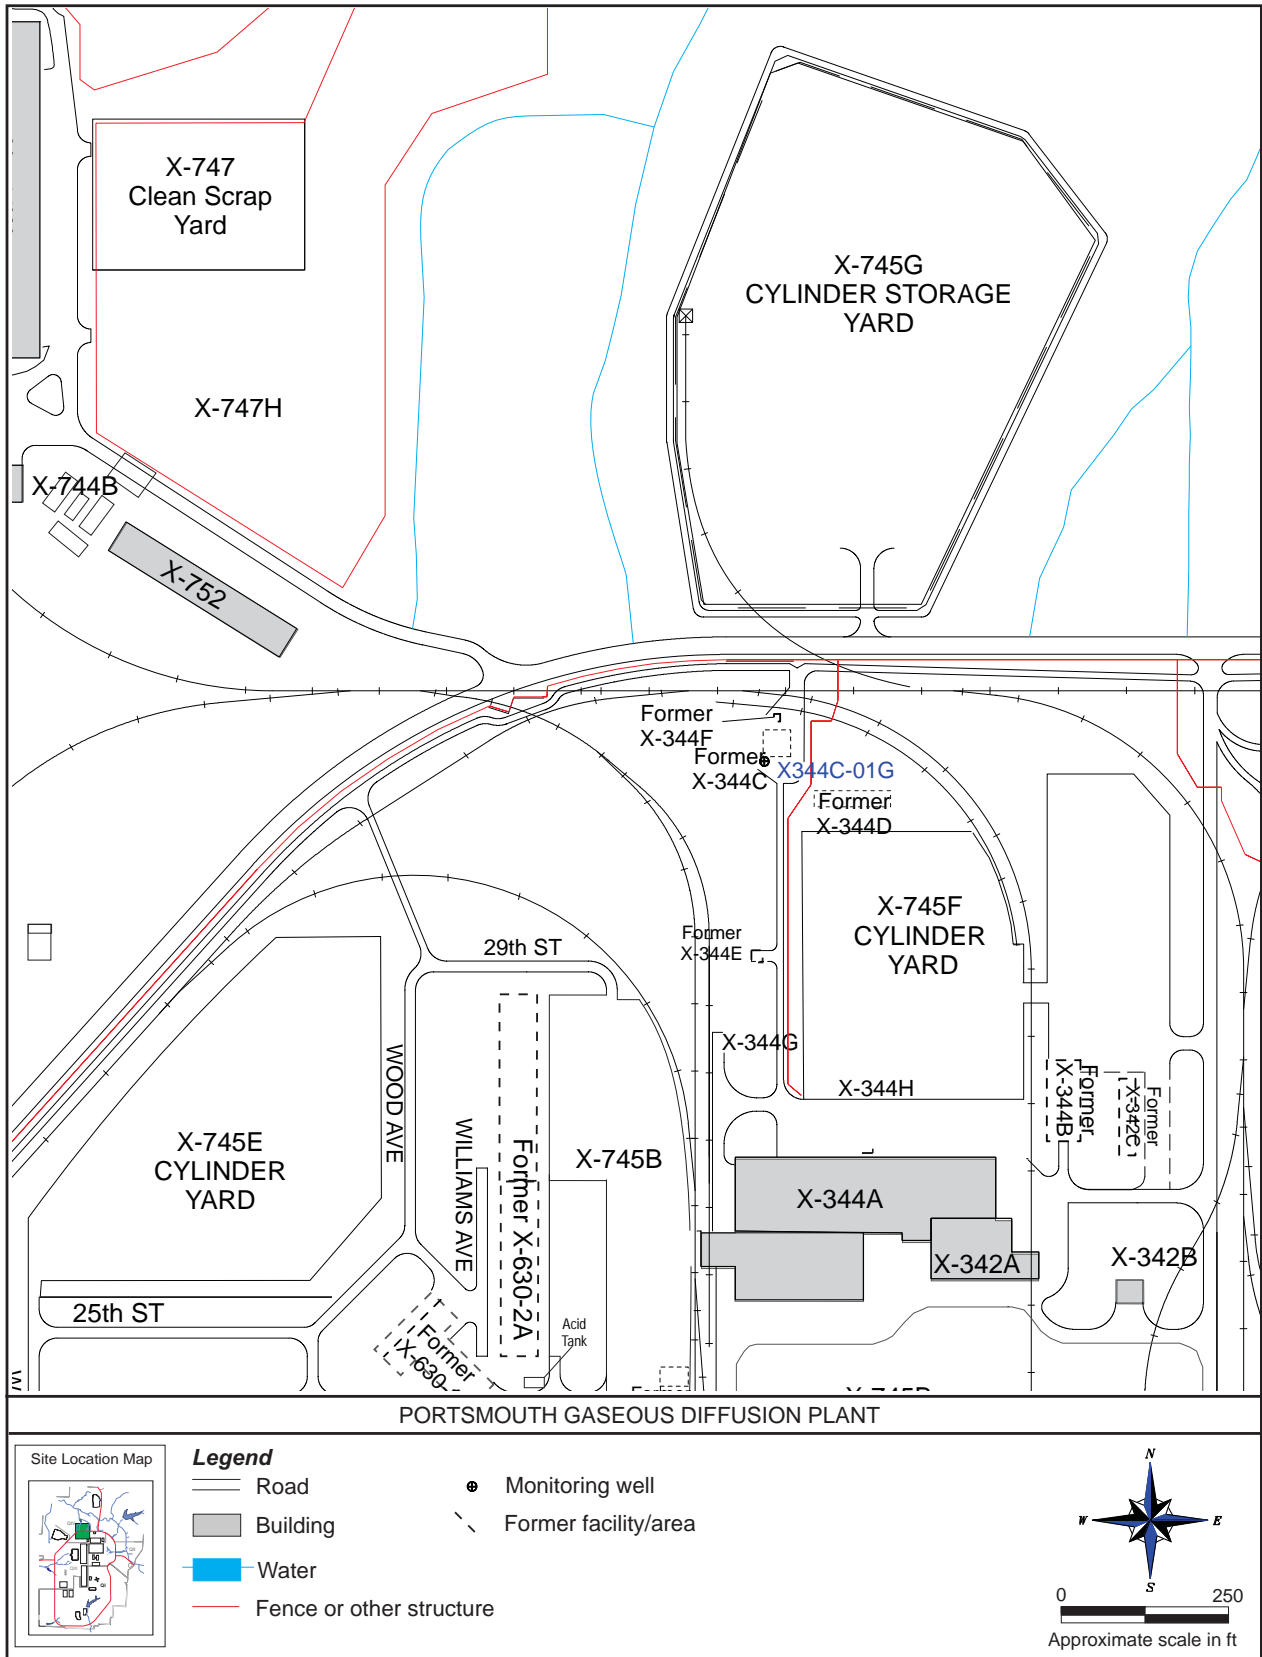 X-747
Clean Scrap
Yard
X-745G
CYLINDER STORAGE
YARD
X-747H
X-744B
X-752
Former
X-344F
Former
X-344C
X344C-01G
Former
X-344D
X-745F
CYLINDER
YARD
Former
X-344E
29th ST
X-344G
X-344H
WOOD AVE
Former
X-344B
Former
X-342C
X-745E
CYLINDER
YARD
WILLIAMS AVE
Former X-630-2A
X-745B
X-344A
X-342A
X-342B
25th ST
Former
X-630-
Acid
Tank
PORTSMOUTH GASEOUS DIFFUSION PLANT
Site Location Map
Legend
Road
Building
Water
Fence or other structure
Monitoring well
Former facility/area
N
W
E
S
0 250
Approximate scale in ft